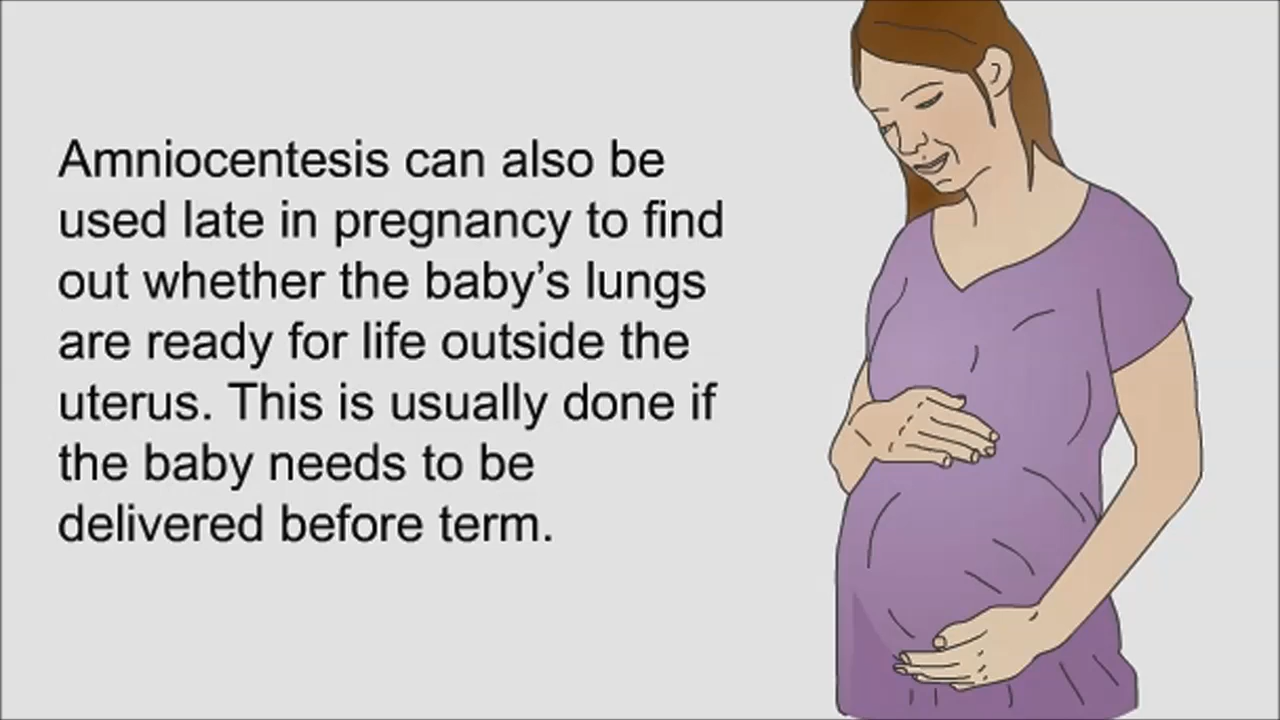 Amniocentesis can also be
used late in pregnancy to find
out whether the baby’s lungs
are ready for life outside the
uterus. This is usually done if
the baby needs to be
delivered before term.